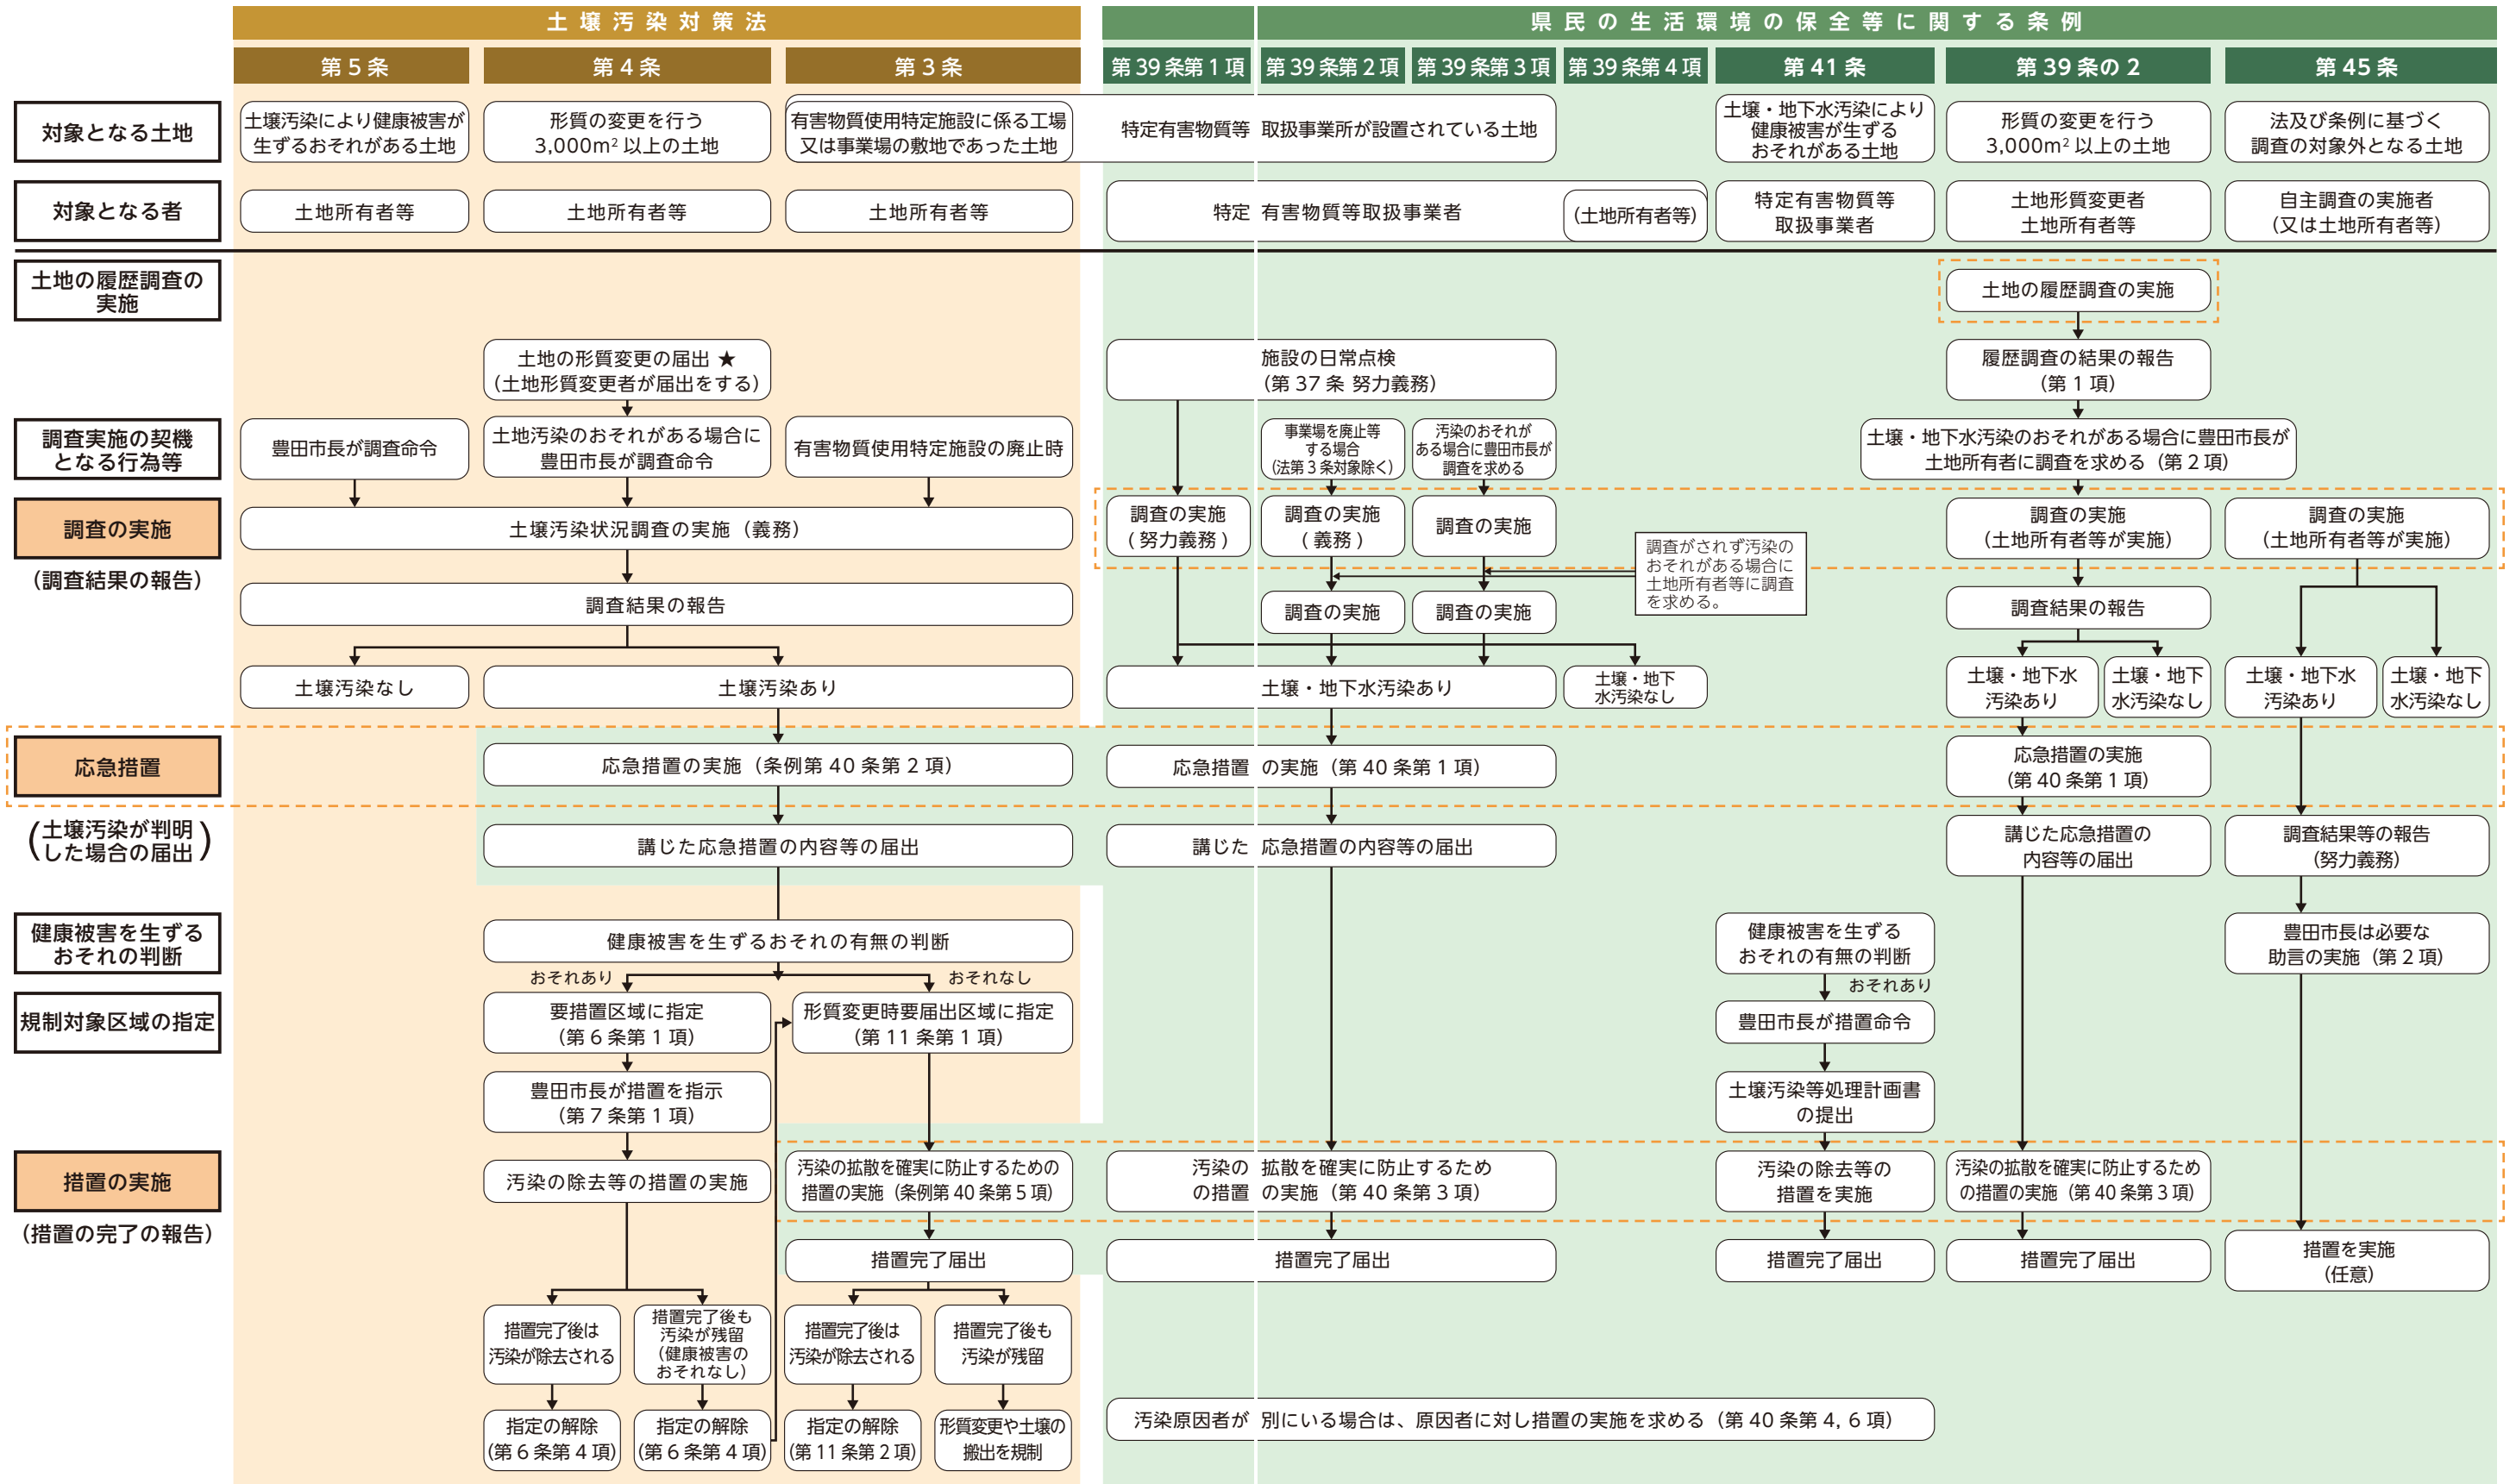 土壌汚染対策法
県民の生活環境の保全等に関する条例
第5条
第4条
第3条
第39条第1項
第39条第2項
第39条第3項
第39条第4項
第41条
第39条の2
第45条
対象となる土地
土壌汚染により健康被害が
生ずるおそれがある土地
形質の変更を行う
3,000m²以上の土地
有害物質使用特定施設に係る工場
又は事業場の敷地であった土地
特定有害物質等取扱事業所が設置されている土地
土壌・地下水汚染により
健康被害が生ずる
おそれがある土地
形質の変更を行う
3,000m²以上の土地
法及び条例に基づく
調査の対象外となる土地
対象となる者
土地所有者等
土地所有者等
土地所有者等
特定有害物質等取扱事業者
(土地所有者等)
特定有害物質等
取扱事業者
土地形質変更者
土地所有者等
自主調査の実施者
(又は土地所有者等)
土地の履歴調査の
実施
土地の履歴調査の実施
土地の形質変更の届出 ★
(土地形質変更者が届出をする)
施設の日常点検
(第37条 努力義務)
履歴調査の結果の報告
(第1項)
調査実施の契機
となる行為等
豊田市長が調査命令
土地汚染のおそれがある場合に
豊田市長が調査命令
有害物質使用特定施設の廃止時
事業場を廃止等
する場合
(法第3条対象除く)
汚染のおそれが
ある場合に豊田市長が
調査を求める
土壌・地下水汚染のおそれがある場合に豊田市長が
土地所有者に調査を求める(第2項)
調査の実施
(調査結果の報告)
土壌汚染状況調査の実施(義務)
調査の実施
(努力義務)
調査の実施
(義務)
調査の実施
調査がされず汚染の
おそれがある場合に
土地所有者等に調査
を求める。
調査の実施
(土地所有者等が実施)
調査の実施
(土地所有者等が実施)
調査結果の報告
調査の実施
調査の実施
調査結果の報告
土壌汚染なし
土壌汚染あり
土壌・地下水汚染あり
土壌・地下
水汚染なし
土壌・地下水
汚染あり
土壌・地下
水汚染なし
土壌・地下水
汚染あり
土壌・地下
水汚染なし
応急措置
応急措置の実施(条例第40条第2項)
応急措置の実施(第40条第1項)
応急措置の実施
(第40条第1項)
(土壌汚染が判明
した場合の届出)
講じた応急措置の内容等の届出
講じた応急措置の内容等の届出
講じた応急措置の
内容等の届出
調査結果等の報告
(努力義務)
健康被害を生ずる
おそれの判断
健康被害を生ずるおそれの有無の判断
健康被害を生ずる
おそれの有無の判断
豊田市長は必要な
助言の実施(第2項)
おそれあり
おそれなし
おそれあり
規制対象区域の指定
要措置区域に指定
(第6条第1項)
形質変更時要届出区域に指定
(第11条第1項)
豊田市長が措置命令
豊田市長が措置を指示
(第7条第1項)
土壌汚染等処理計画書
の提出
措置の実施
(措置の完了の報告)
汚染の除去等の措置の実施
汚染の拡散を確実に防止するための
措置の実施(条例第40条第5項)
汚染の拡散を確実に防止するため
の措置の実施(第40条第3項)
汚染の除去等の
措置を実施
汚染の拡散を確実に防止するため
の措置の実施(第40条第3項)
措置完了届出
措置完了届出
措置完了届出
措置完了届出
措置を実施
(任意)
措置完了後は
汚染が除去される
措置完了後も
汚染が残留
(健康被害の
おそれなし)
措置完了後は
汚染が除去される
措置完了後も
汚染が残留
指定の解除
(第6条第4項)
指定の解除
(第6条第4項)
指定の解除
(第11条第2項)
形質変更や土壌の
搬出を規制
汚染原因者が別にいる場合は、原因者に対し措置の実施を求める(第40条第4,6項)